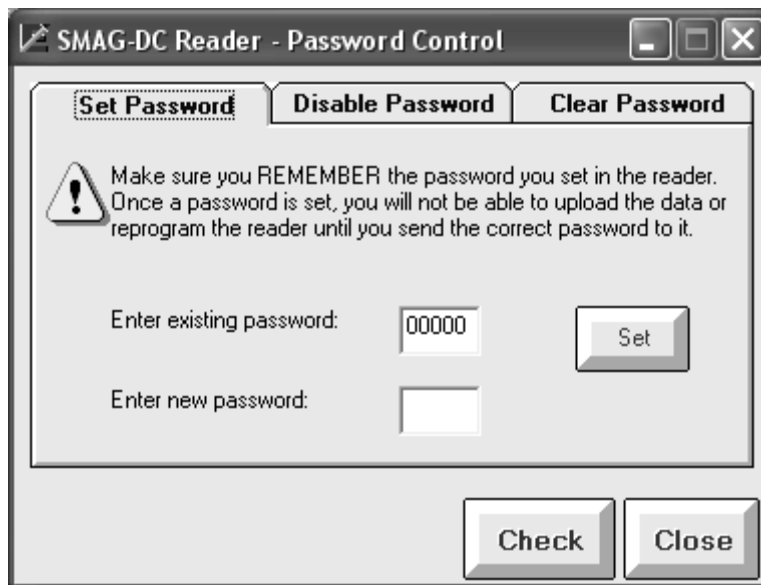 SMAG-DC Reader - Password Control
Set Password Disable Password Clear Password
Make sure you REMEMBER the password you set in the reader.
Once a password is set, you will not be able to upload the data or
reprogram the reader until you send the correct password to it.
Enter existing password: 00000 Set
Enter new password:
Check Close